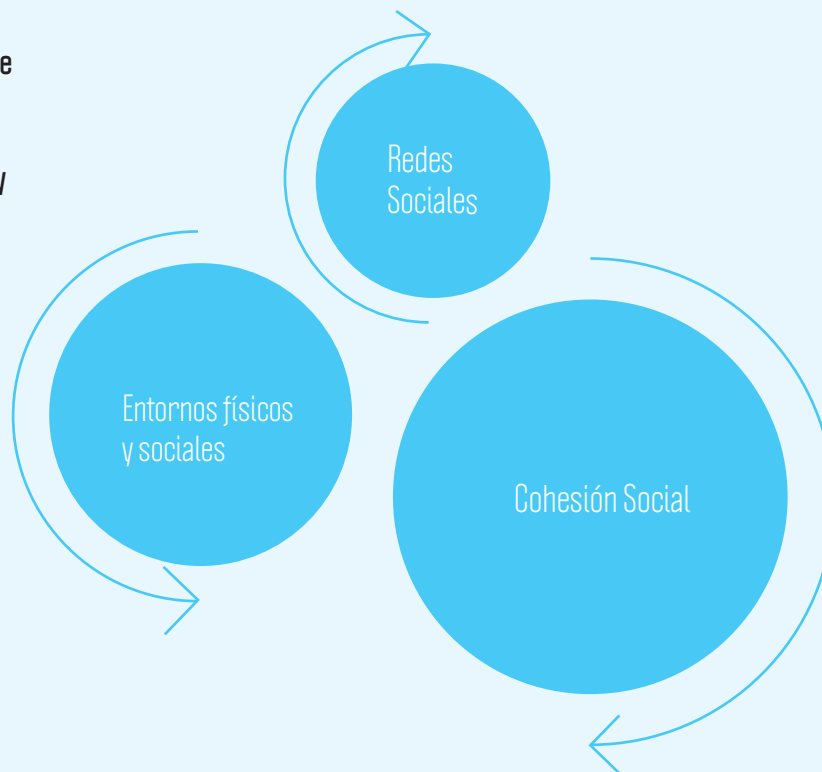 e
y
Redes
Sociales
Entornos físicos
y sociales
Cohesión Social